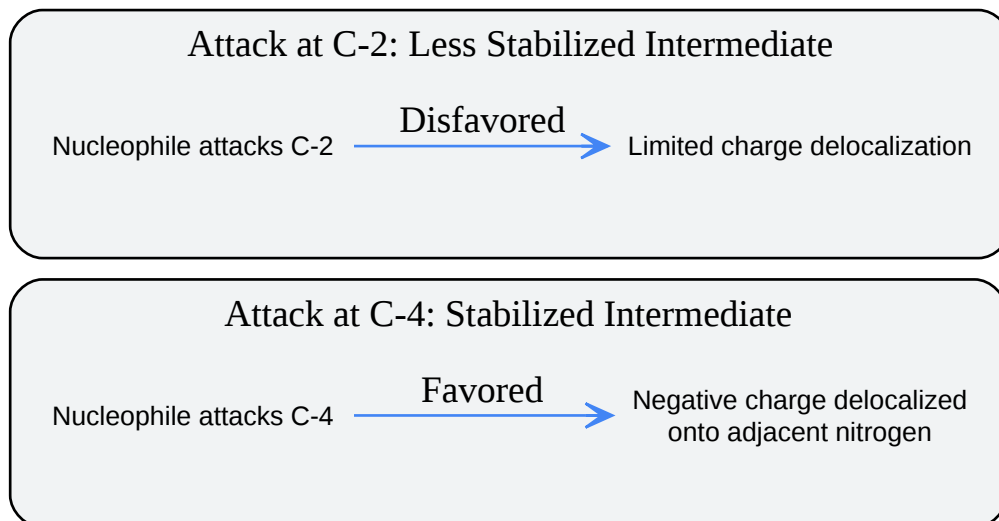 Attack at C-2: Less Stabilized Intermediate
Disfavored
Nucleophile attacks C-2
Limited charge delocalization
Attack at C-4: Stabilized Intermediate
Favored
Nucleophile attacks C-4
Negative charge delocalized
onto adjacent nitrogen